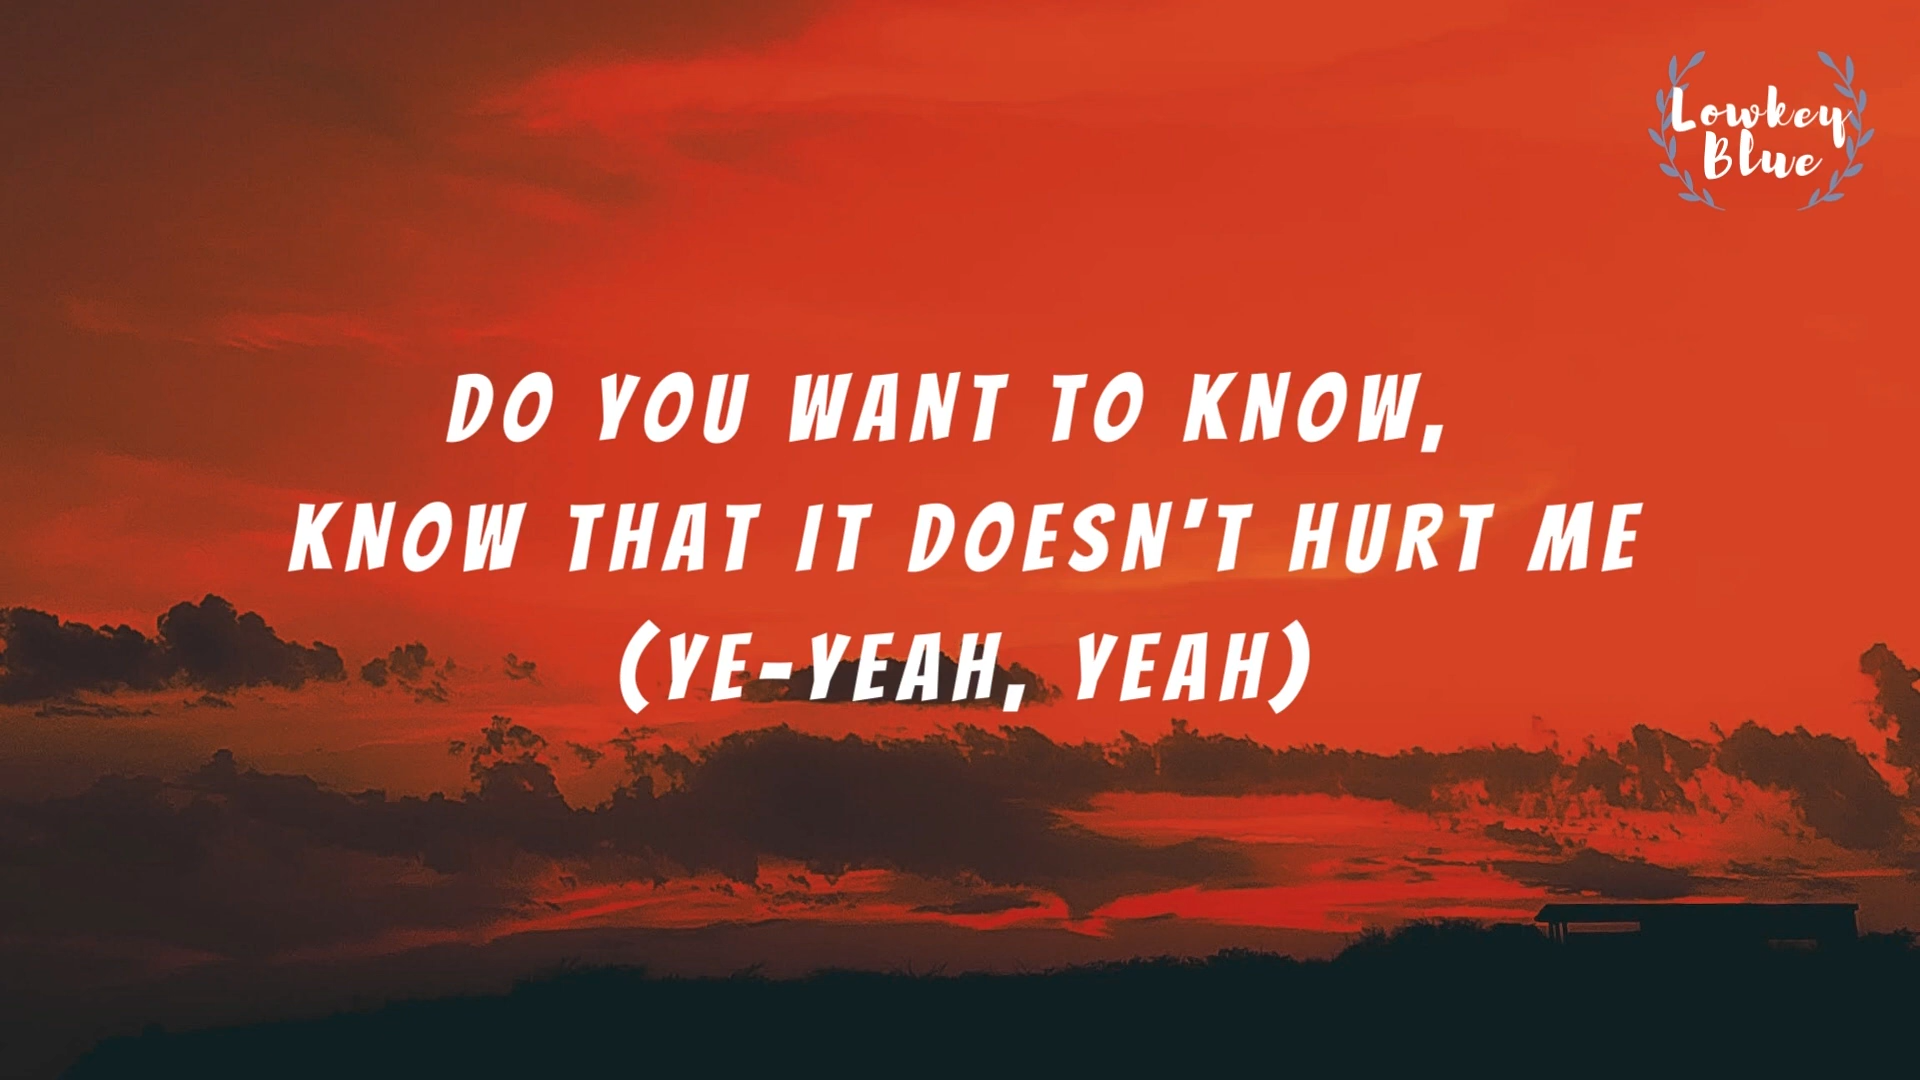 Lowkey
Blue
DO YOU WANT TO KNOW,
KNOW THAT IT DOESN'T HURT ME
(YE-YEAH, YEAH)